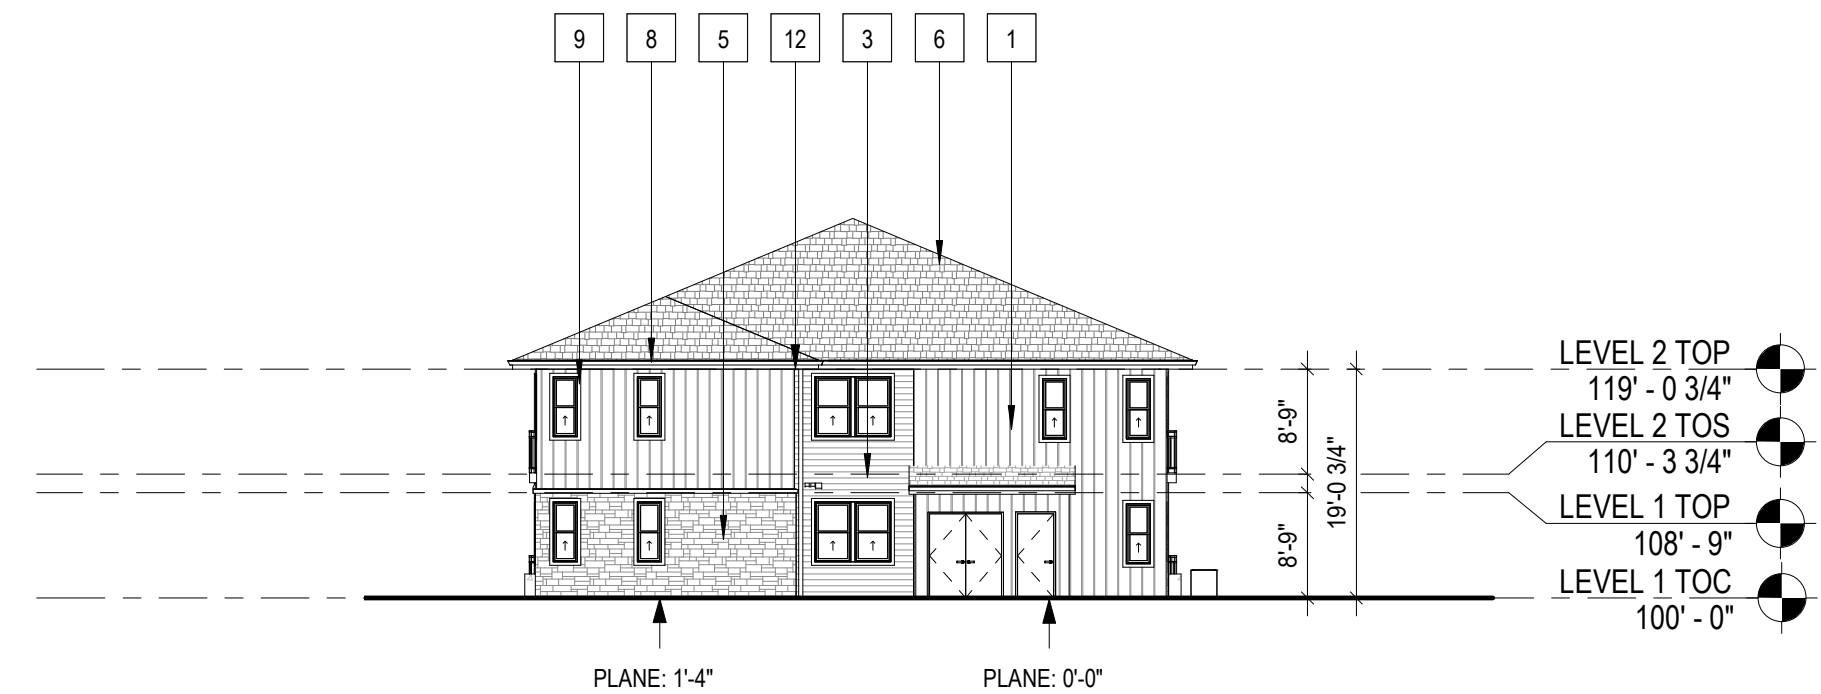 9
8
5
12
3
6
1
LEVEL 2 TOP
119' - 0 3/4"
LEVEL 2 TOS
110' - 3 3/4"
LEVEL 1 TOP
108' - 9"
LEVEL 1 TOC
100' - 0"
8'-9"
8'-9"
19'-0 3/4"
PLANE: 1'-4"
PLANE: 0'-0"